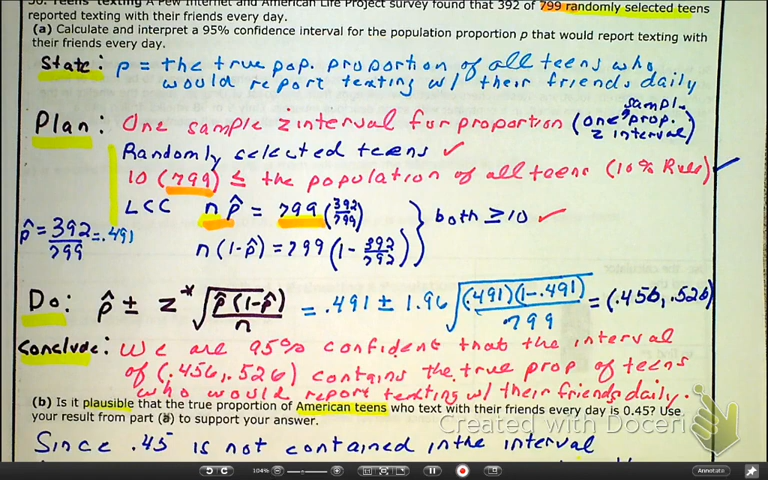 30. Teens' texting A Pew Internet and American Life Project survey found that 392 of 799 randomly selected teens
reported texting with their friends every day.
(a) Calculate and interpret a 95% confidence interval for the population proportion p that would report texting with
their friends every day.
State: p = the true pop. proportion of all teens who
would report texting w/ their friends daily
Plan: One sample z interval for proportion (one sampl. prop.
z interval)
Randomly selected teens ✓
10 (799) ≤ the population of all teens (10% Rule) ✓
LCC n p̂ = 799 (392/799)
both ≥ 10 ✓
p̂ = 392/799 = .491
n(1-p̂) = 799 (1 - 392/799)
Do: p̂ ± z* √(p̂(1-p̂)/n) = .491 ± 1.96 √((.491)(1-.491)/799) = (.456, .526)
Conclude: We are 95% confident that the interval
of (.456, .526) contains the true prop of teens
who would report texting w/ their friends daily.
(b) Is it plausible that the true proportion of American teens who text with their friends every day is 0.45? Use
your result from part (a) to support your answer.
Created with Doceri
Since .45 is not contained in the interval
104%
Annotate